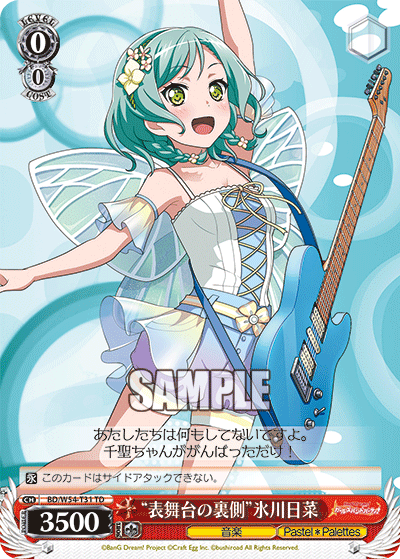 LEVEL
0
0
COST
SAMPLE
あたしたちは何もしてないですよ。
千聖ちゃんががんばっただけ！
永 このカードはサイドアタックできない。
CH BD/W54-T31 TD
3500
“表舞台の裏側”氷川日菜
音楽
Pastel＊Palettes
©BanG Dream! Project ©Craft Egg Inc. ©bushiroad All Rights Reserved.